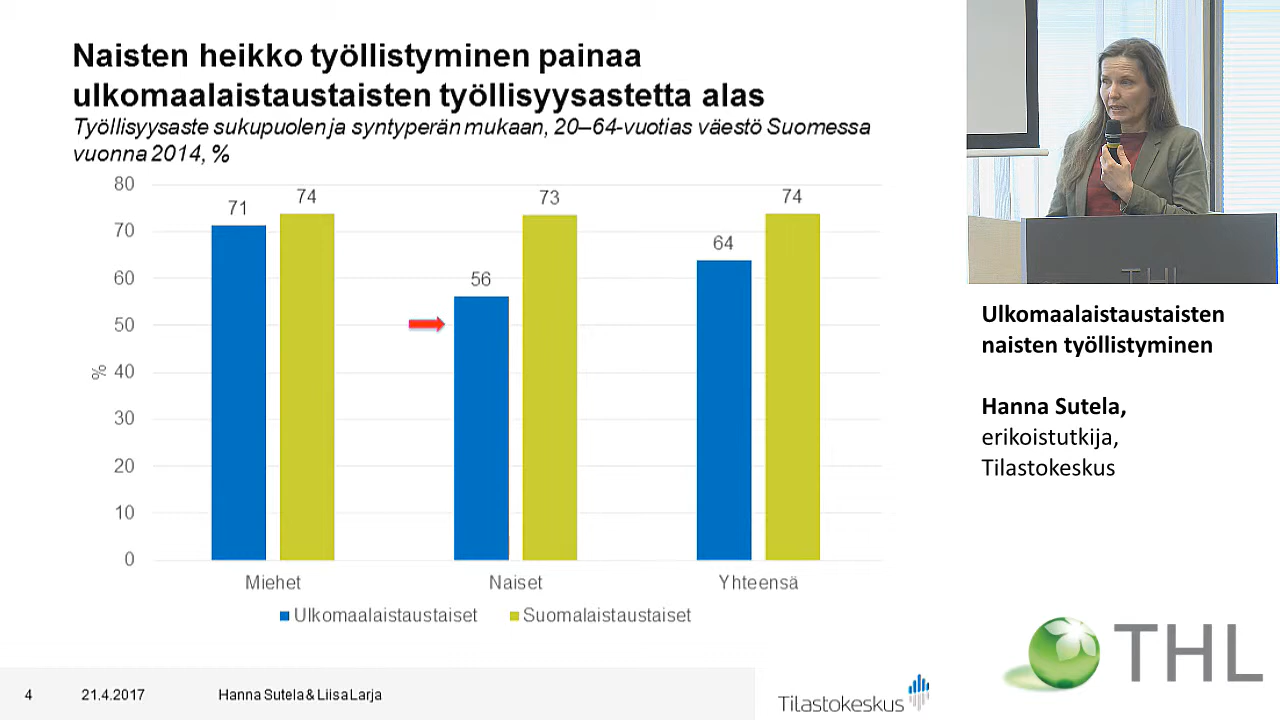 Naisten heikko työllistyminen painaa
ulkomaalaistaustaisten työllisyysastetta alas
Työllisyysaste sukupuolen ja syntyperän mukaan, 20–64-vuotias väestö Suomessa
vuonna 2014, %
80
70
60
50
40
30
20
10
0
%
71
74
56
73
64
74
Miehet
Naiset
Yhteensä
Ulkomaalaistaustaiset
Suomalaistaustaiset
4
21.4.2017
Hanna Sutela & Liisa Larja
Tilastokeskus
THL
Ulkomaalaistaustaisten
naisten työllistyminen
Hanna Sutela,
erikoistutkija,
Tilastokeskus
THL